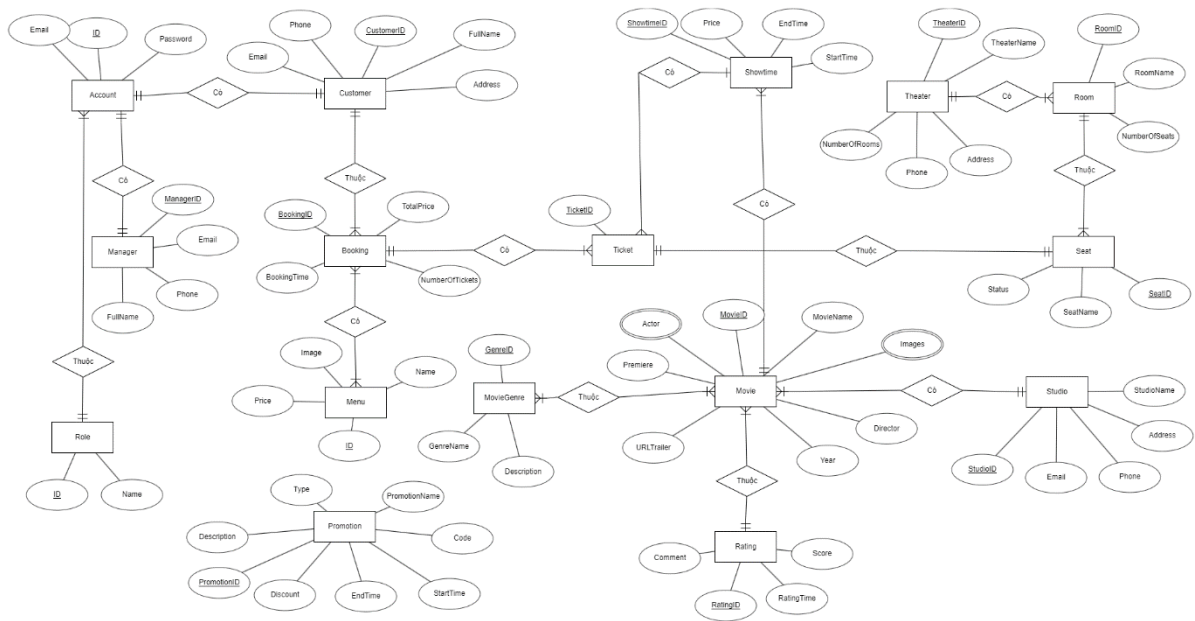 Email
ID
Password
Account
Có
Phone
CustomerID
FullName
Email
Customer
Address
ShowtimeID
Price
EndTime
StartTime
Có
Showtime
TheaterID
TheaterName
Theater
Có
NumberOfRooms
Phone
Address
RoomID
RoomName
Room
NumberOfSeats
Có
ManagerID
Manager
Email
Phone
FullName
Thuộc
BookingID
TotalPrice
Booking
BookingTime
NumberOfTickets
Có
TicketID
Ticket
Có
Thuộc
Thuộc
Seat
Status
SeatName
SeatID
Thuộc
Role
ID
Name
Có
Image
Name
Price
Menu
ID
GenreID
MovieGenre
GenreName
Description
Thuộc
Actor
MovieID
MovieName
Images
Premiere
Movie
Director
URLTrailer
Year
Có
Studio
StudioName
Address
StudioID
Email
Phone
Type
PromotionName
Promotion
Description
Code
PromotionID
Discount
EndTime
StartTime
Thuộc
Rating
Comment
Score
RatingID
RatingTime